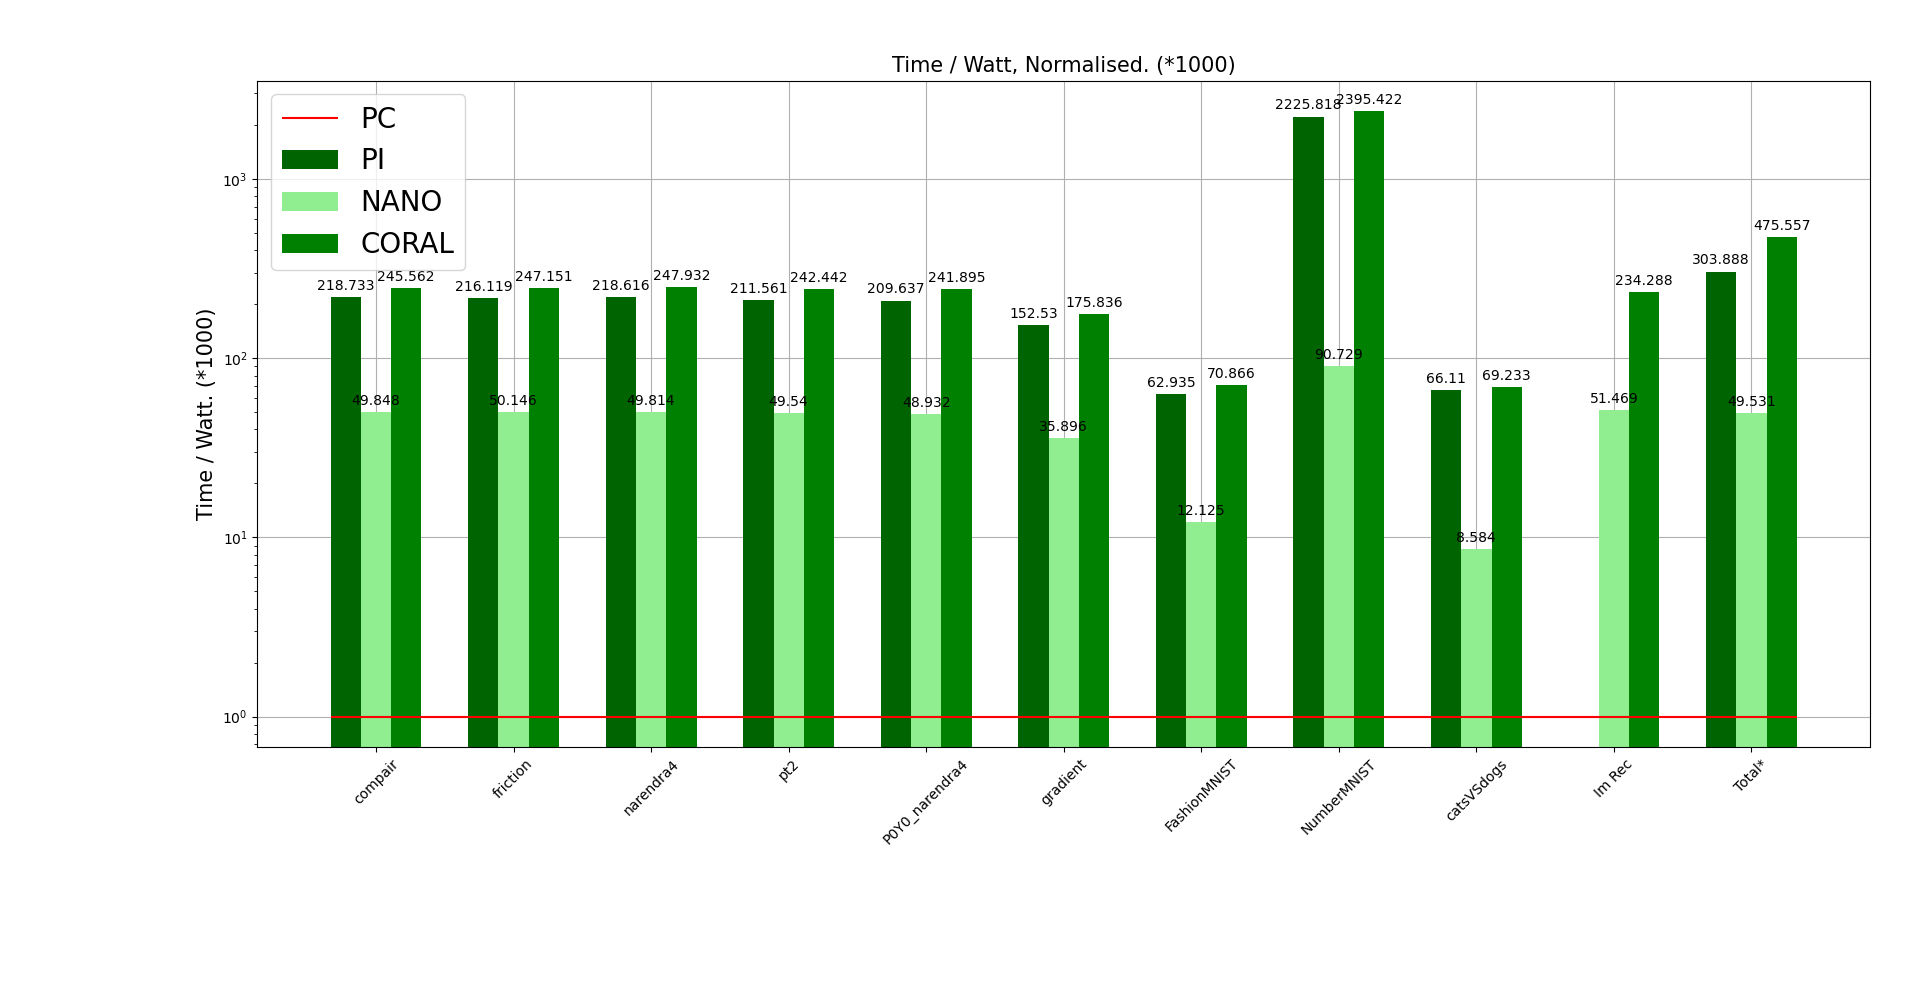 Time / Watt, Normalised. (*1000)
PC
PI
NANO
CORAL
Time / Watt. (*1000)
10³
10²
10¹
10⁰
218.733
49.848
245.562
216.119
50.146
247.151
218.616
49.814
247.932
211.561
49.54
242.442
209.637
48.932
241.895
152.53
35.896
175.836
62.935
12.125
70.866
2225.818
90.729
2395.422
66.11
8.584
69.233
51.469
234.288
303.888
49.531
475.557
compair
friction
narendra4
pt2
P0Y0_narendra4
gradient
FashionMNIST
NumberMNIST
catsVSdogs
Im Rec
Total*